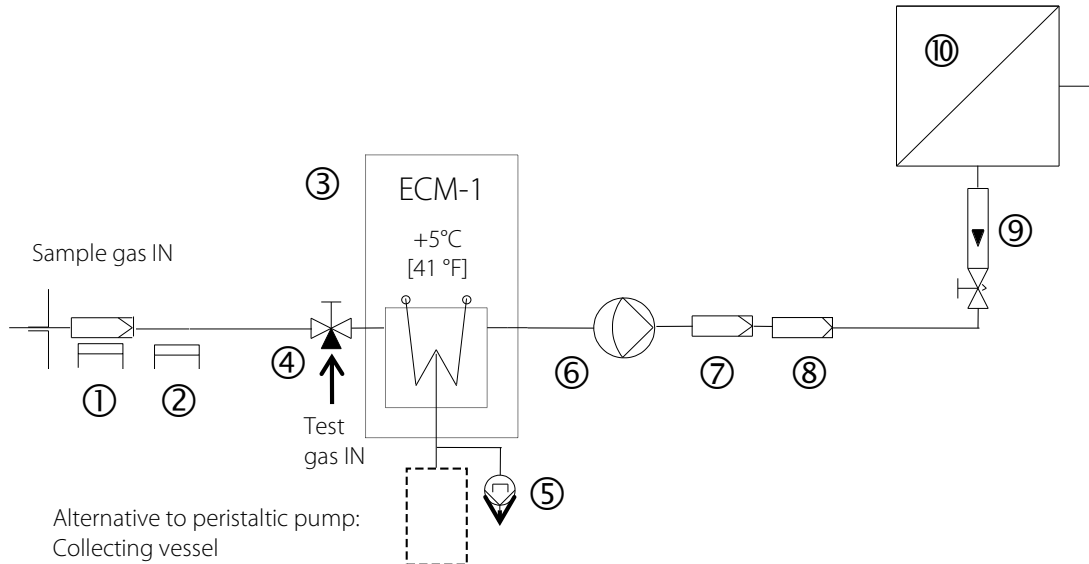 ⑩
③
ECM-1
+5°C
[41 °F]
Sample gas IN
⑨
①
②
④
⑥
⑦
⑧
Test
gas IN
⑤
Alternative to peristaltic pump:
Collecting vessel